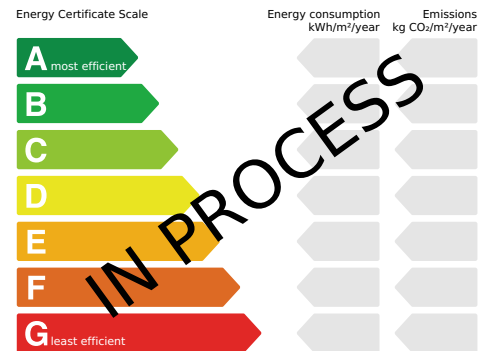 Energy Certificate Scale
Energy consumption
kWh/m²/year
Emissions
kg CO₂/m²/year
A most efficient
B
C
D
E
F
G least efficient
IN PROCESS